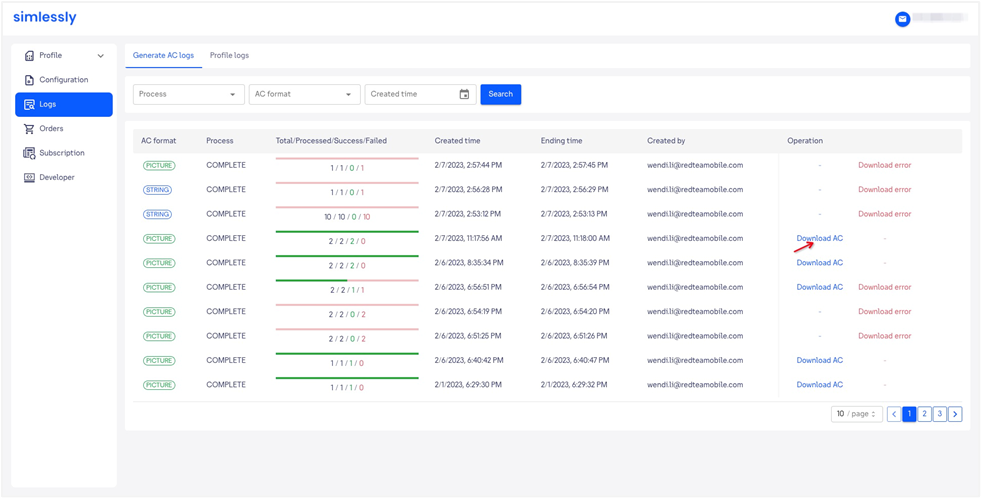 simlessly
Profile
Configuration
Logs
Orders
Subscription
Developer
Generate AC logs Profile logs
Process AC format Created time Search
AC format Process Total/Processed/Success/Failed Created time Ending time Created by Operation
PICTURE COMPLETE 1 / 1 / 0 / 1 2/7/2023, 2:57:44 PM 2/7/2023, 2:57:45 PM wendi.li@redteamobile.com - Download error
STRING COMPLETE 1 / 1 / 0 / 1 2/7/2023, 2:56:28 PM 2/7/2023, 2:56:29 PM wendi.li@redteamobile.com - Download error
STRING COMPLETE 10 / 10 / 0 / 10 2/7/2023, 2:53:12 PM 2/7/2023, 2:53:13 PM wendi.li@redteamobile.com - Download error
PICTURE COMPLETE 2 / 2 / 2 / 0 2/7/2023, 11:17:56 AM 2/7/2023, 11:18:00 AM wendi.li@redteamobile.com Download AC -
PICTURE COMPLETE 2 / 2 / 2 / 0 2/6/2023, 8:35:34 PM 2/6/2023, 8:35:39 PM wendi.li@redteamobile.com Download AC -
PICTURE COMPLETE 2 / 2 / 1 / 1 2/6/2023, 6:56:51 PM 2/6/2023, 6:56:54 PM wendi.li@redteamobile.com Download AC Download error
PICTURE COMPLETE 2 / 2 / 0 / 2 2/6/2023, 6:54:19 PM 2/6/2023, 6:54:20 PM wendi.li@redteamobile.com - Download error
PICTURE COMPLETE 2 / 2 / 0 / 2 2/6/2023, 6:51:25 PM 2/6/2023, 6:51:26 PM wendi.li@redteamobile.com - Download error
PICTURE COMPLETE 1 / 1 / 1 / 0 2/6/2023, 6:40:42 PM 2/6/2023, 6:40:47 PM wendi.li@redteamobile.com Download AC -
PICTURE COMPLETE 1 / 1 / 1 / 0 2/1/2023, 6:29:30 PM 2/1/2023, 6:29:32 PM wendi.li@redteamobile.com Download AC -
10 / page < 1 2 3 >